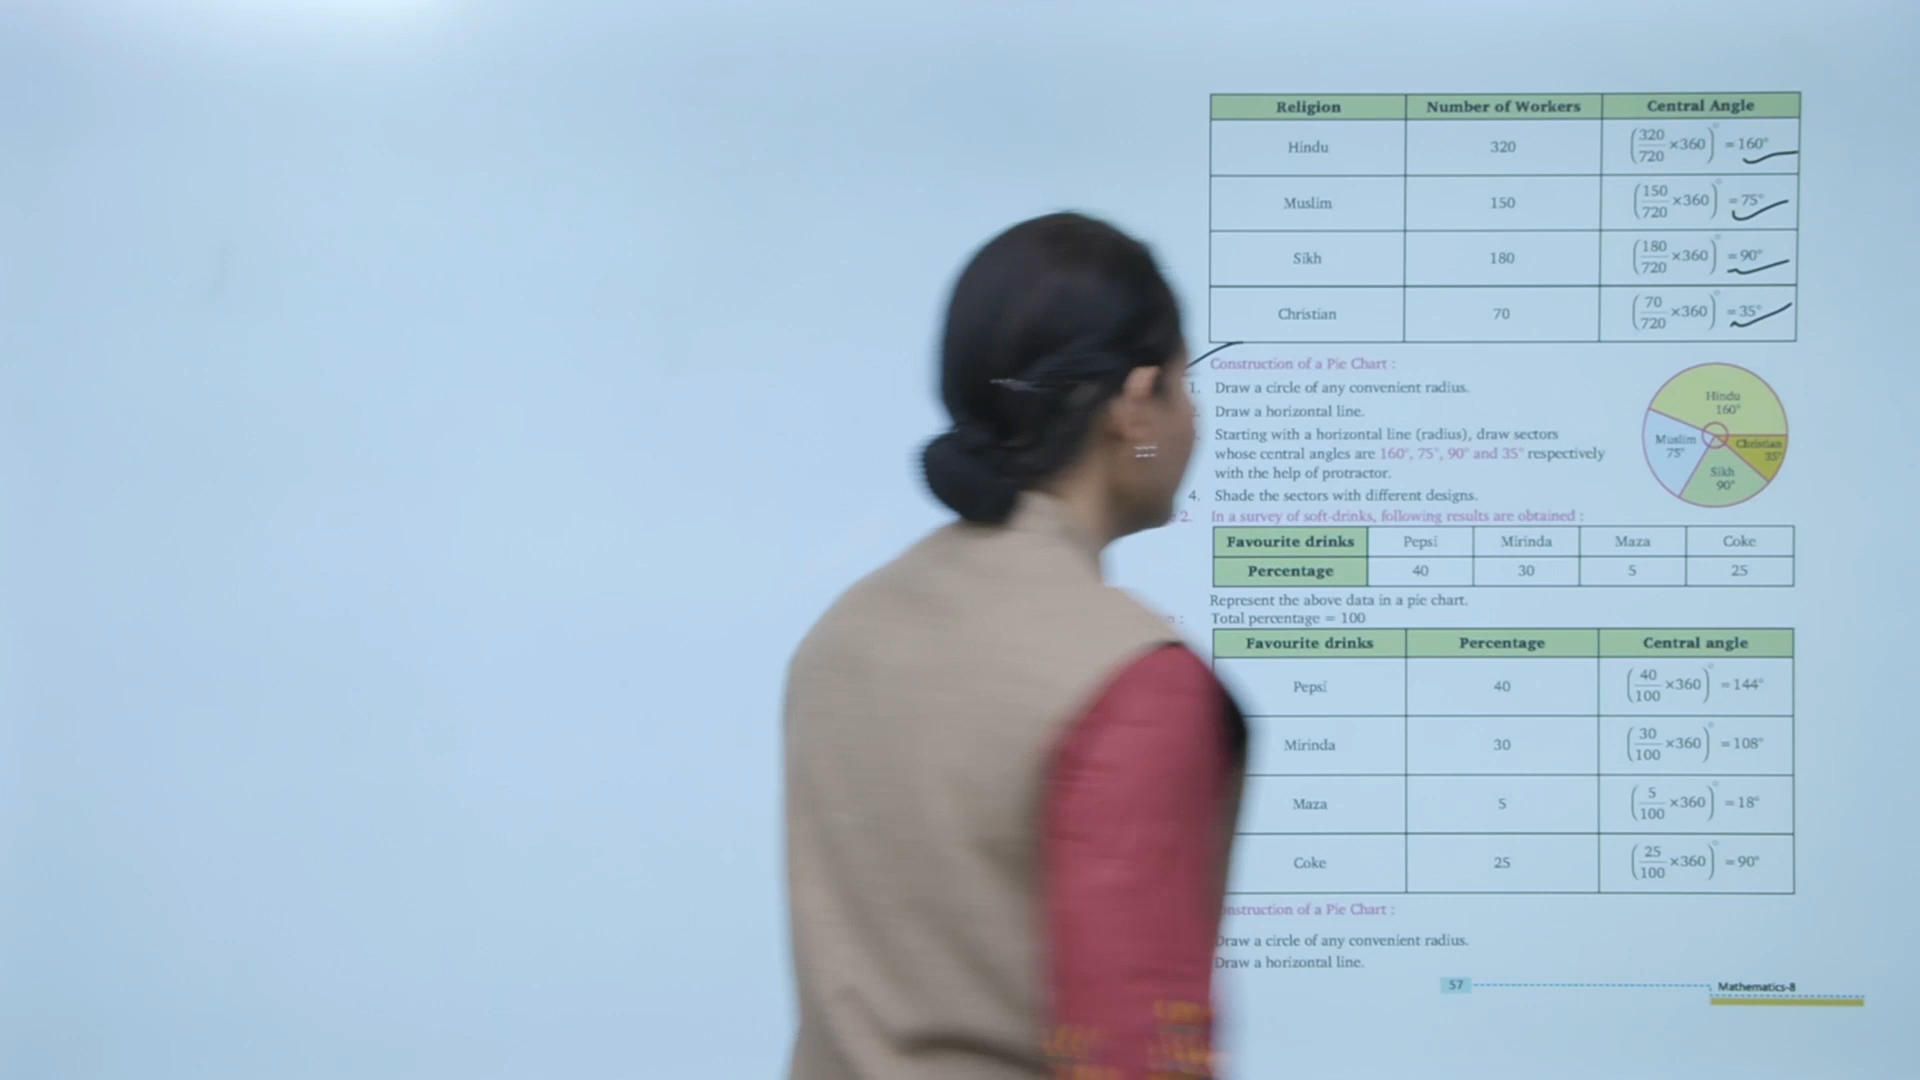 Religion Number of Workers Central Angle
Hindu 320 (320/720 ×360)° =160°
Muslim 150 (150/720 ×360)° =75°
Sikh 180 (180/720 ×360)° =90°
Christian 70 (70/720 ×360)° =35°
Construction of a Pie Chart :
1. Draw a circle of any convenient radius.
Draw a horizontal line.
Starting with a horizontal line (radius), draw sectors
whose central angles are 160°, 75°, 90° and 35° respectively
with the help of protractor.
4. Shade the sectors with different designs.
Hindu
160°
Muslim
75°
Christian
35°
Sikh
90°
2. In a survey of soft-drinks, following results are obtained :
Favourite drinks Pepsi Mirinda Maza Coke
Percentage 40 30 5 25
Represent the above data in a pie chart.
Total percentage = 100
Favourite drinks Percentage Central angle
Pepsi 40 (40/100 ×360)° =144°
Mirinda 30 (30/100 ×360)° =108°
Maza 5 (5/100 ×360)° =18°
Coke 25 (25/100 ×360)° =90°
of a Pie Chart :
Draw a circle of any convenient radius.
Draw a horizontal line.
57 Mathematics-8